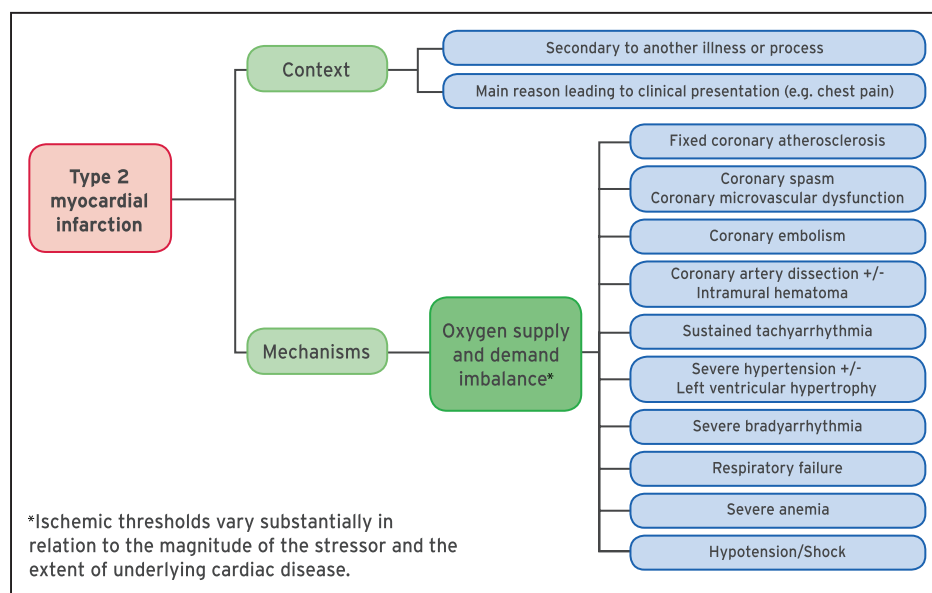 Context
Secondary to another illness or process
Main reason leading to clinical presentation (e.g. chest pain)
Type 2
myocardial
infarction
Mechanisms
Oxygen supply
and demand
imbalance*
Fixed coronary atherosclerosis
Coronary spasm
Coronary microvascular dysfunction
Coronary embolism
Coronary artery dissection +/-
Intramural hematoma
Sustained tachyarrhythmia
Severe hypertension +/-
Left ventricular hypertrophy
Severe bradyarrhythmia
Respiratory failure
Severe anemia
Hypotension/Shock
*Ischemic thresholds vary substantially in
relation to the magnitude of the stressor and the
extent of underlying cardiac disease.